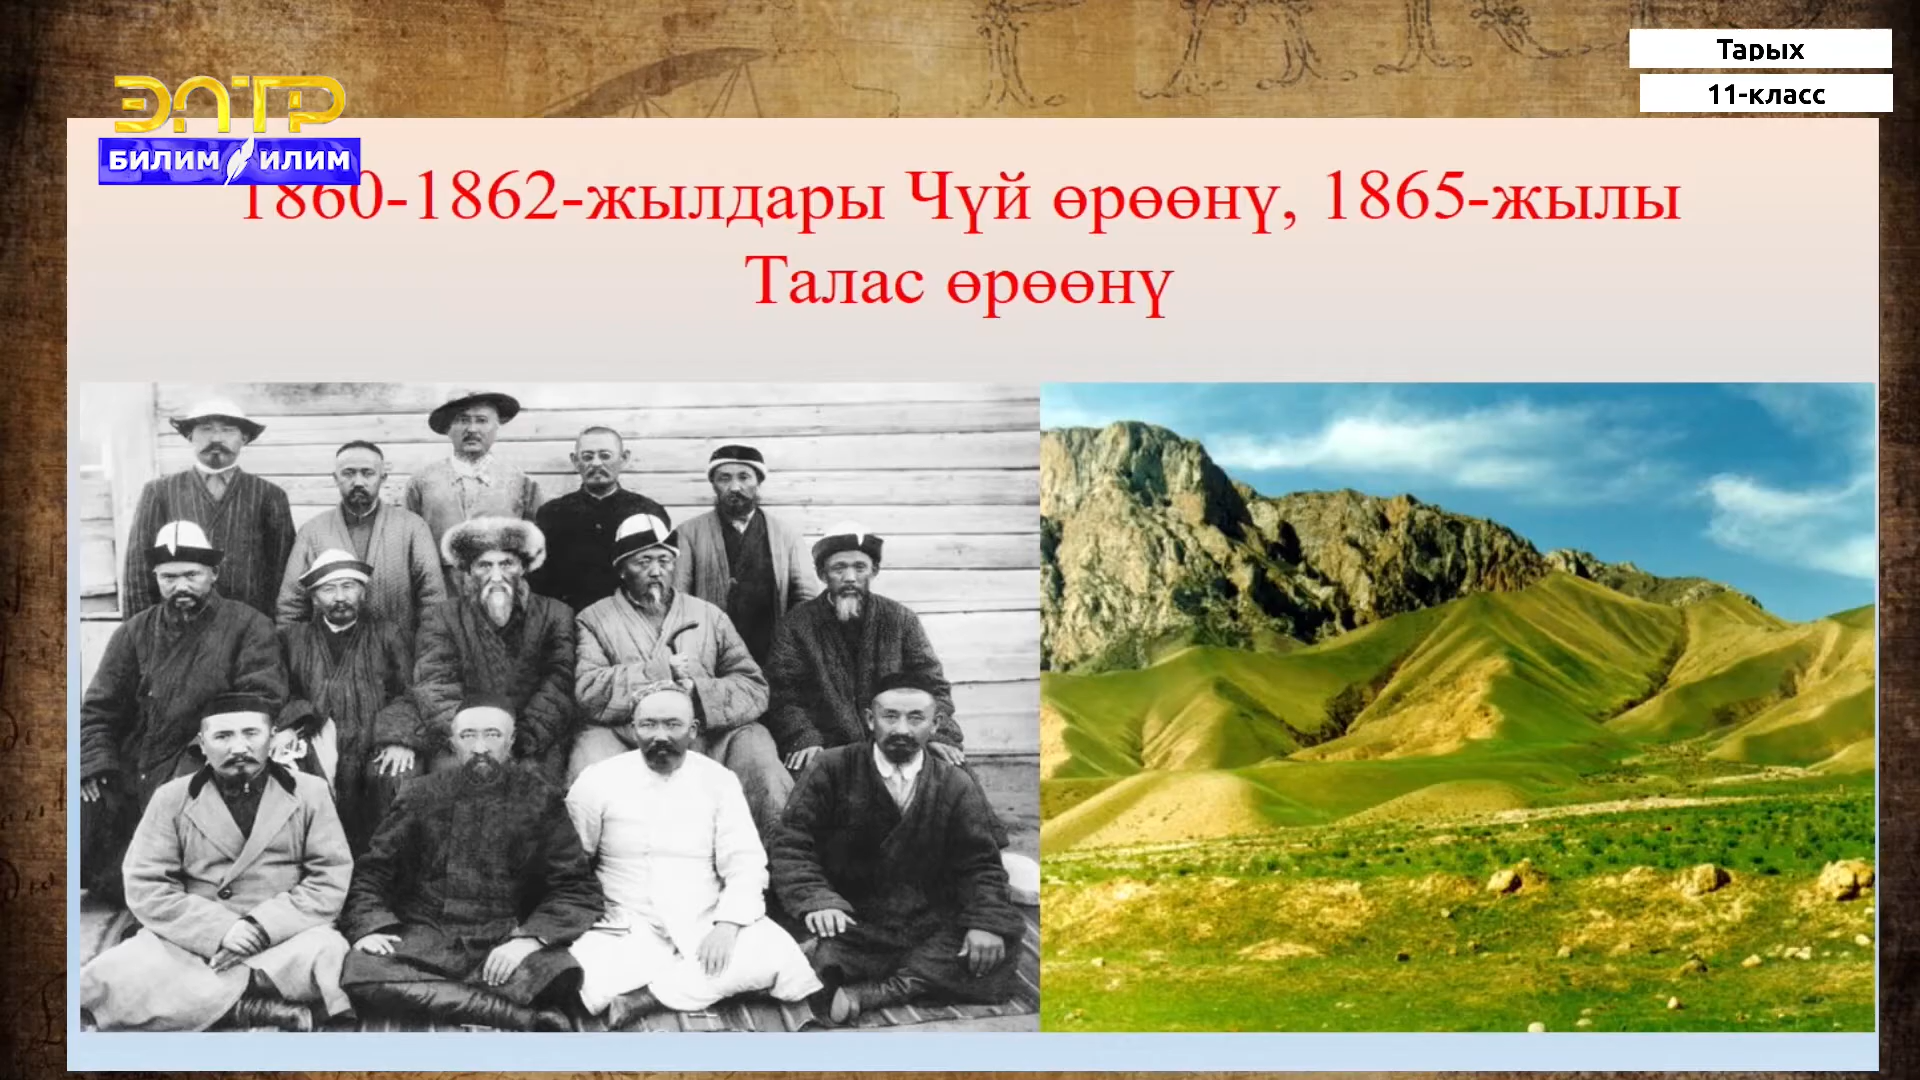 Тарых
11-класс
ЭЛТР
БИЛИМ ИЛИМ
1860-1862-жылдары Чүй өрөөнү, 1865-жылы
Талас өрөөнү